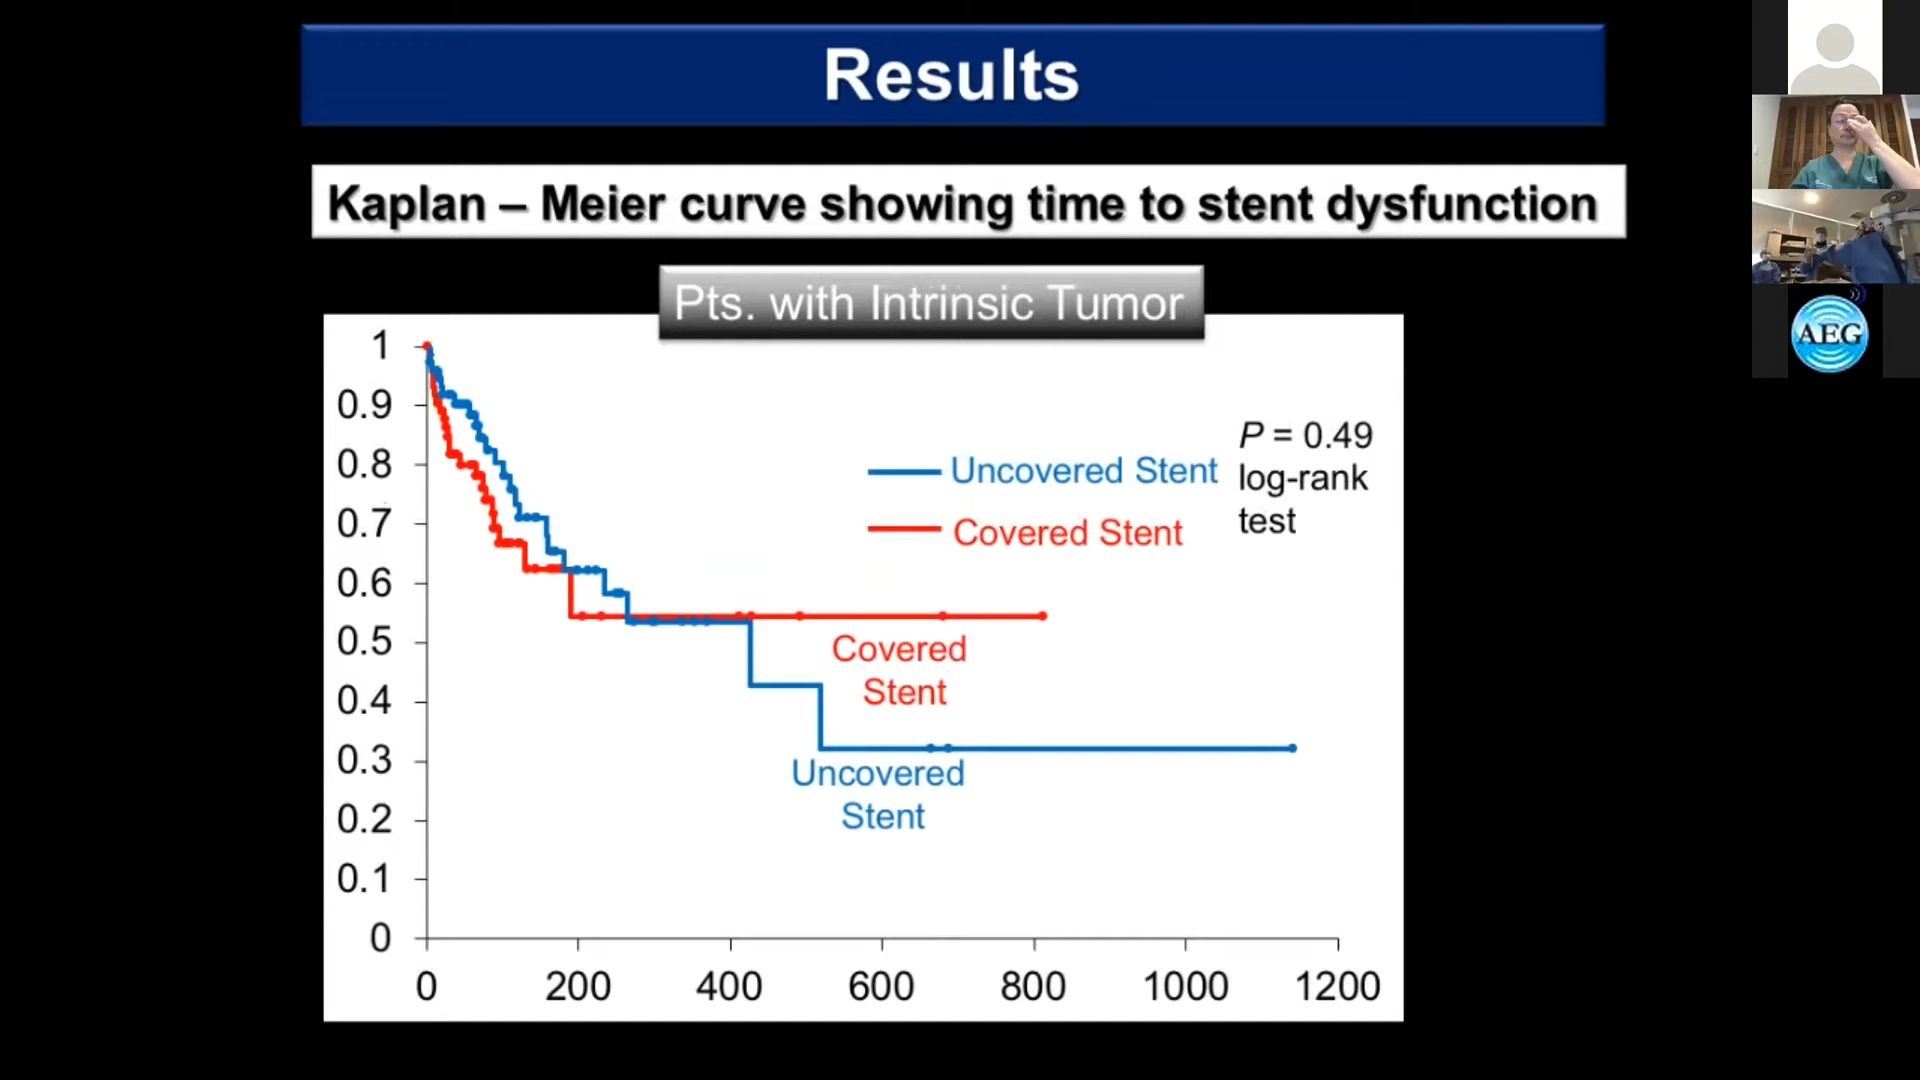 Results
Kaplan – Meier curve showing time to stent dysfunction
Pts. with Intrinsic Tumor
1
0.9
0.8
0.7
0.6
0.5
0.4
0.3
0.2
0.1
0
Uncovered Stent
Covered Stent
P = 0.49
log-rank
test
Covered
Stent
Uncovered
Stent
0 200 400 600 800 1000 1200
AEG